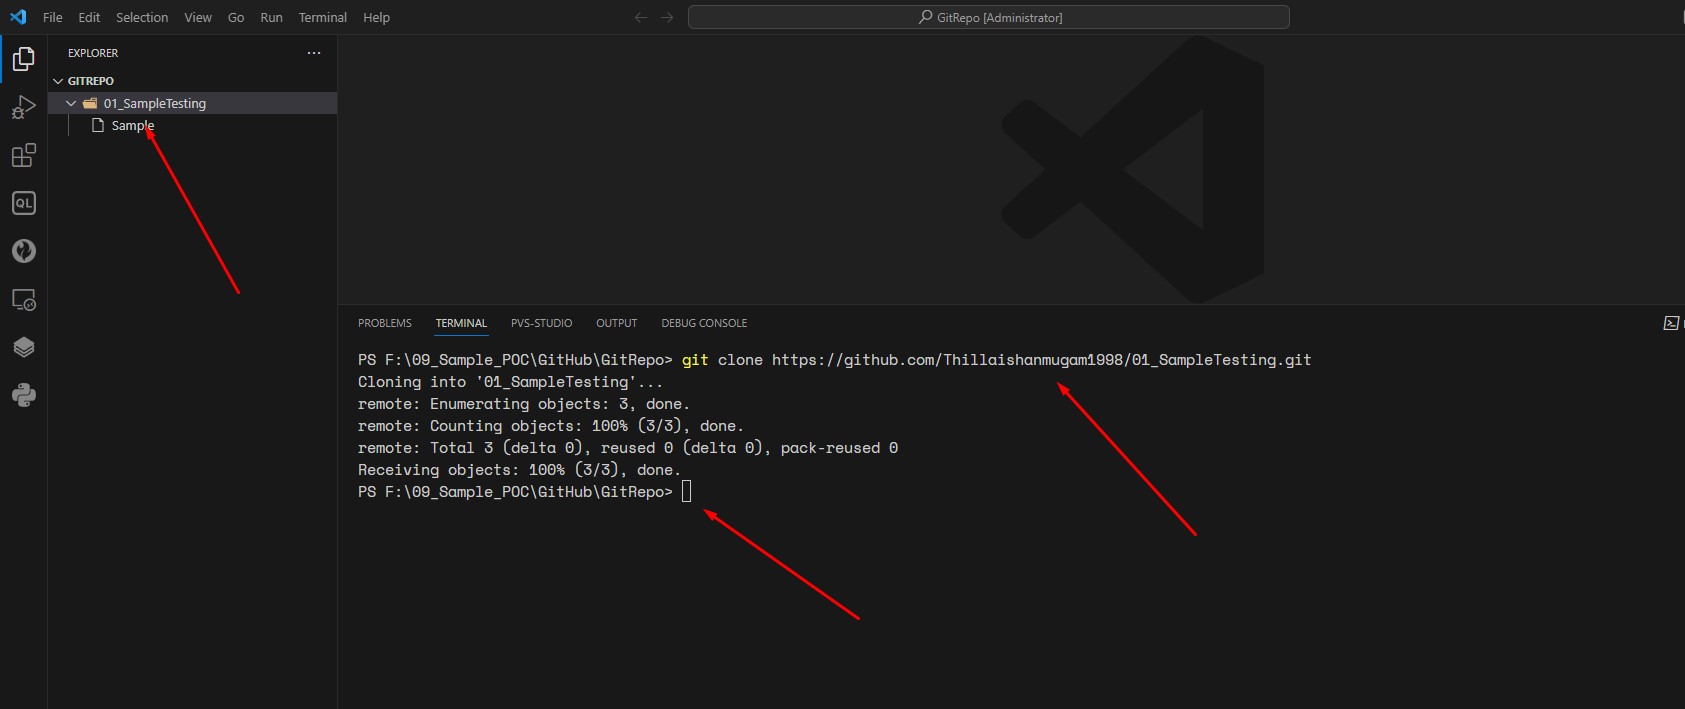 File Edit Selection View Go Run Terminal Help
GitRepo [Administrator]
EXPLORER
GITREPO
01_SampleTesting
Sample
QL
PROBLEMS TERMINAL PVS-STUDIO OUTPUT DEBUG CONSOLE
PS F:\09_Sample_POC\GitHub\GitRepo> git clone https://github.com/Thillaishanmugam1998/01_SampleTesting.git
Cloning into '01_SampleTesting'...
remote: Enumerating objects: 3, done.
remote: Counting objects: 100% (3/3), done.
remote: Total 3 (delta 0), reused 0 (delta 0), pack-reused 0
Receiving objects: 100% (3/3), done.
PS F:\09_Sample_POC\GitHub\GitRepo>